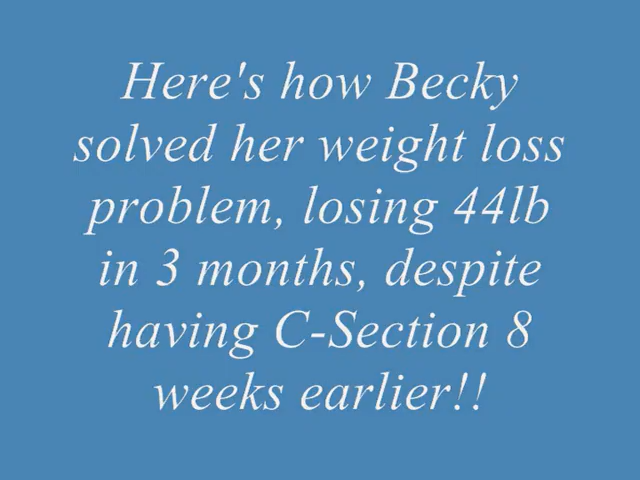 Here's how Becky
solved her weight loss
problem, losing 44lb
in 3 months, despite
having C-Section 8
weeks earlier!!